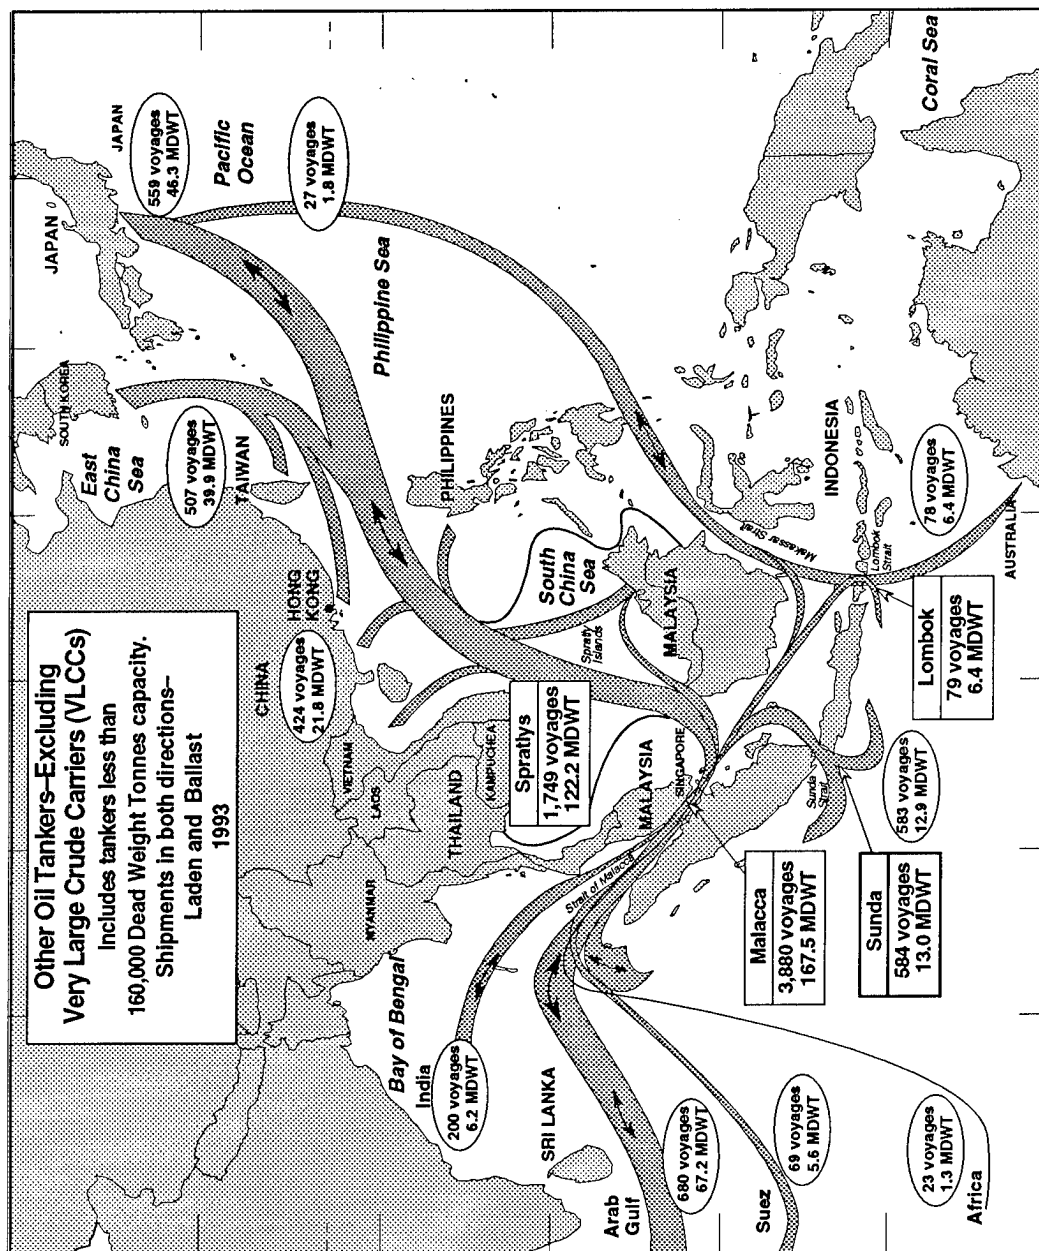 Other Oil Tankers–Excluding
Very Large Crude Carriers (VLCCs)
Includes tankers less than
160,000 Dead Weight Tonnes capacity.
Shipments in both directions–
Laden and Ballast
1993
JAPAN
JAPAN
559 voyages
46.3 MDWT
Pacific
Ocean
27 voyages
1.8 MDWT
SOUTH KOREA
East
China
Sea
507 voyages
39.9 MDWT
TAIWAN
Philippine Sea
PHILIPPINES
CHINA
HONG
KONG
424 voyages
21.8 MDWT
South
China
Sea
Spratly
Islands
VIETNAM
LAOS
THAILAND
KAMPUCHEA
MYANMAR
Spratlys
1,749 voyages
122.2 MDWT
MALAYSIA
MALAYSIA
SINGAPORE
Strait of Malacca
Makassar Strait
INDONESIA
Lombok
Strait
Sunda
Strait
78 voyages
6.4 MDWT
AUSTRALIA
Coral Sea
Bay of Bengal
India
200 voyages
6.2 MDWT
SRI LANKA
Arab
Gulf
680 voyages
67.2 MDWT
Suez
69 voyages
5.6 MDWT
Africa
23 voyages
1.3 MDWT
Malacca
3,880 voyages
167.5 MDWT
Sunda
584 voyages
13.0 MDWT
583 voyages
12.9 MDWT
Lombok
79 voyages
6.4 MDWT